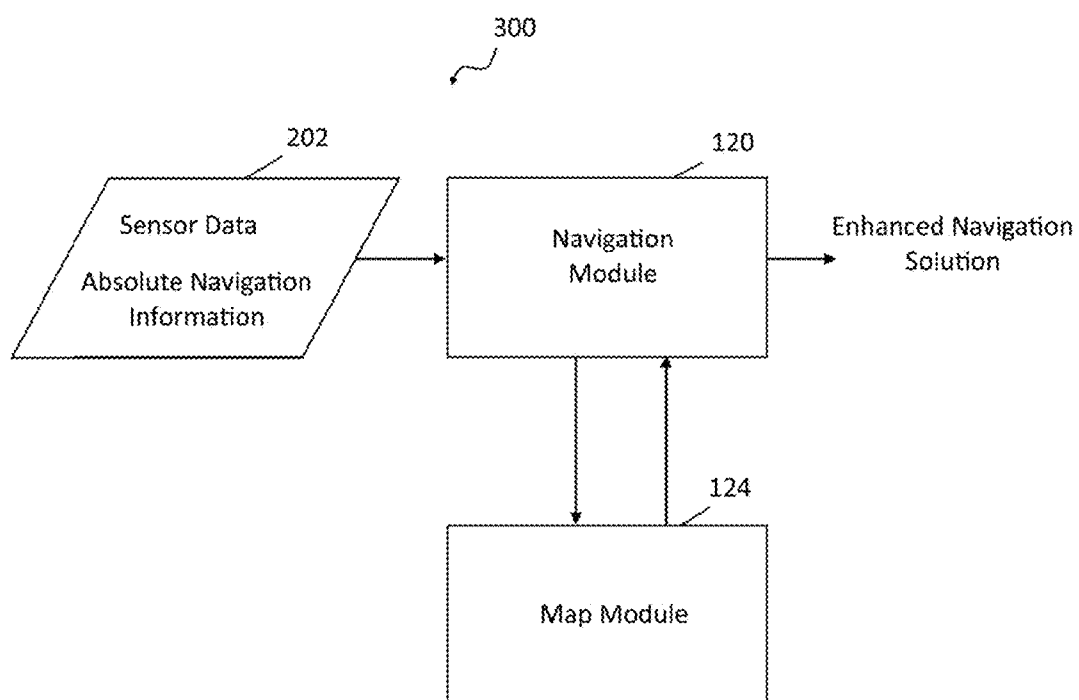 300
202
120
Sensor Data
Absolute Navigation
Information
Navigation
Module
Enhanced Navigation
Solution
124
Map Module